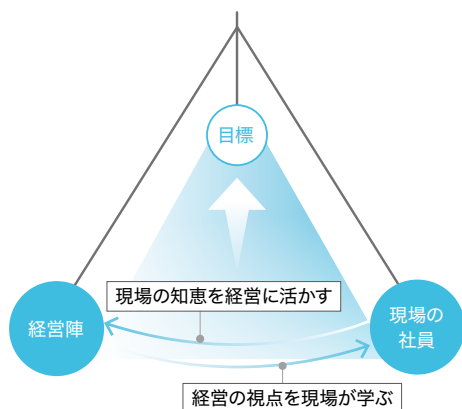 目標
現場の知恵を経営に活かす
経営陣
現場の
社員
経営の視点を現場が学ぶ